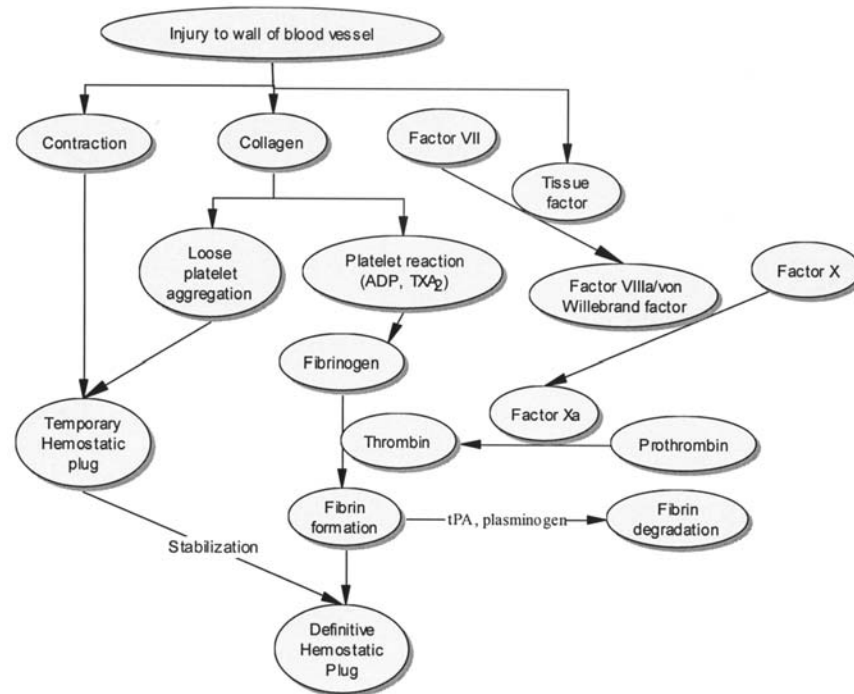 Injury to wall of blood vessel
Contraction
Collagen
Factor VII
Tissue
factor
Loose
platelet
aggregation
Platelet reaction
(ADP, TXA2)
Factor VIIIa/von
Willebrand factor
Factor X
Fibrinogen
Temporary
Hemostatic
plug
Factor Xa
Thrombin
Prothrombin
Fibrin
formation
tPA, plasminogen
Fibrin
degradation
Stabilization
Definitive
Hemostatic
Plug